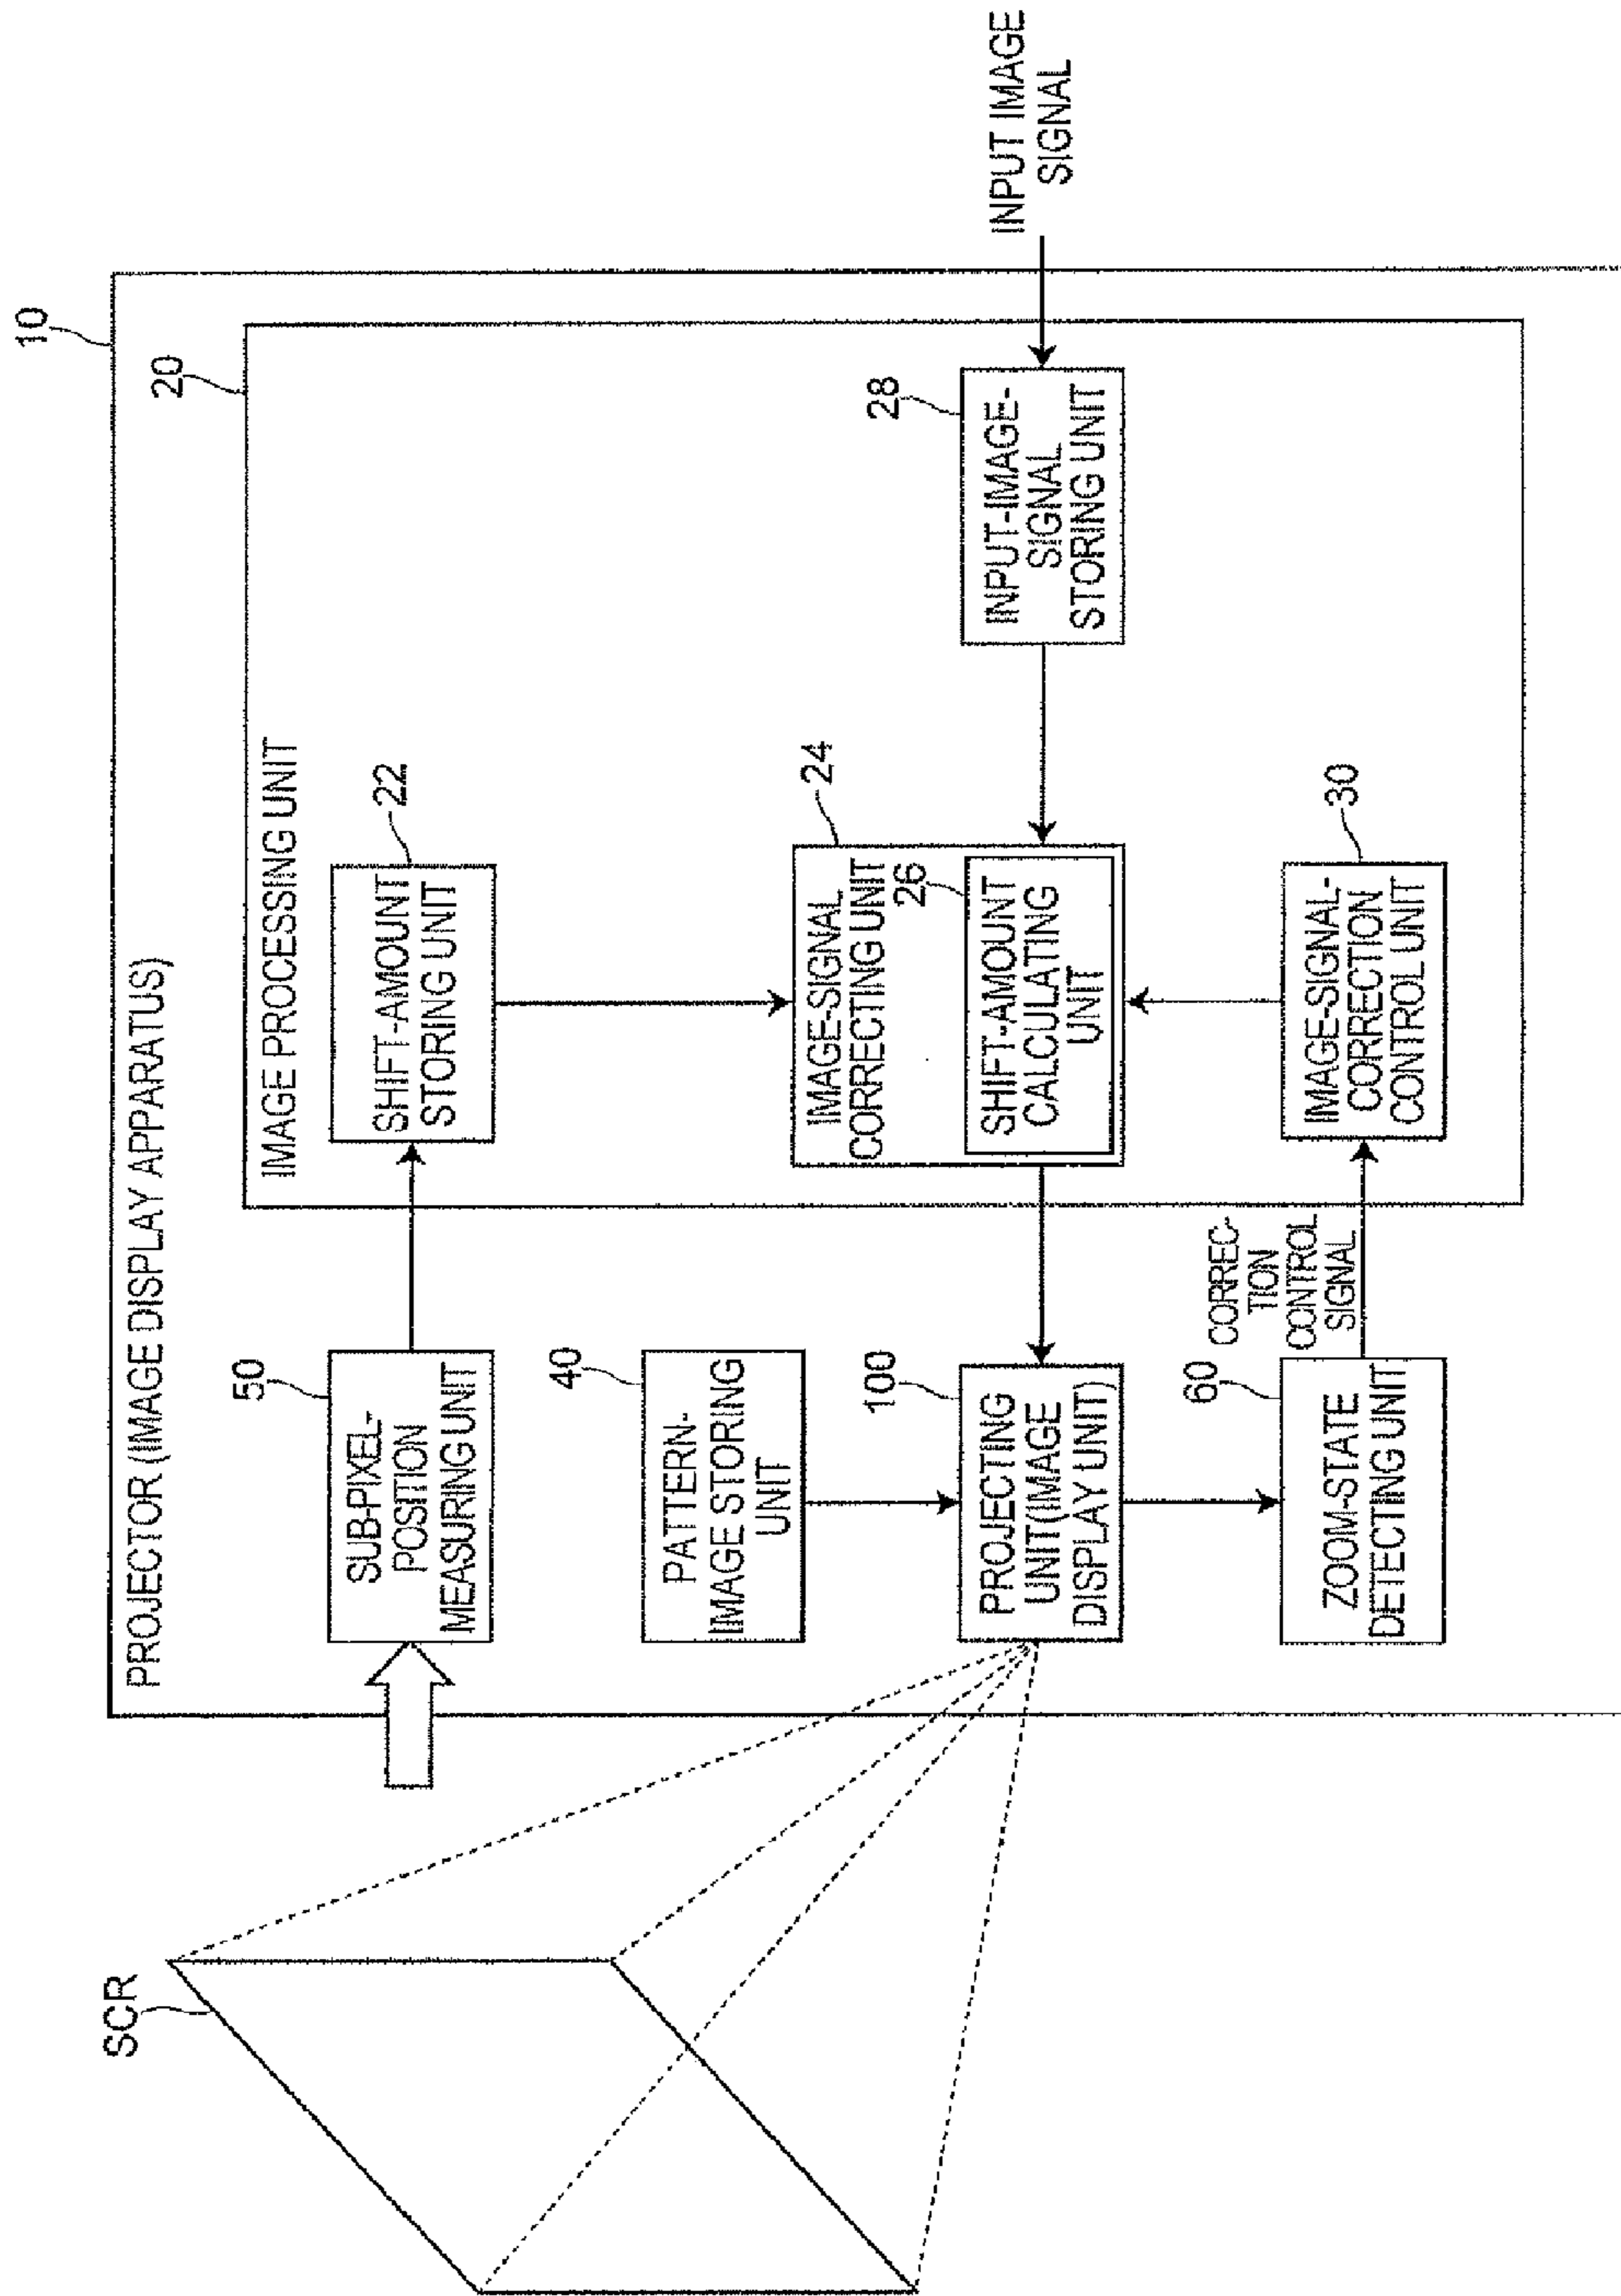 10
PROJECTOR (IMAGE DISPLAY APPARATUS)
20
IMAGE PROCESSING UNIT
50
SUB-PIXEL-
POSITION
MEASURING UNIT
22
SHIFT-AMOUNT
STORING UNIT
SCR
40
PATTERN-
IMAGE STORING
UNIT
24
IMAGE-SIGNAL
CORRECTING UNIT
26
SHIFT-AMOUNT
CALCULATING
UNIT
28
INPUT-IMAGE-
SIGNAL
STORING UNIT
INPUT IMAGE
SIGNAL
100
PROJECTING
UNIT(IMAGE
DISPLAY UNIT)
60
ZOOM-STATE
DETECTING UNIT
CORREC-
TION
CONTROL
SIGNAL
30
IMAGE-SIGNAL-
CORRECTION
CONTROL UNIT